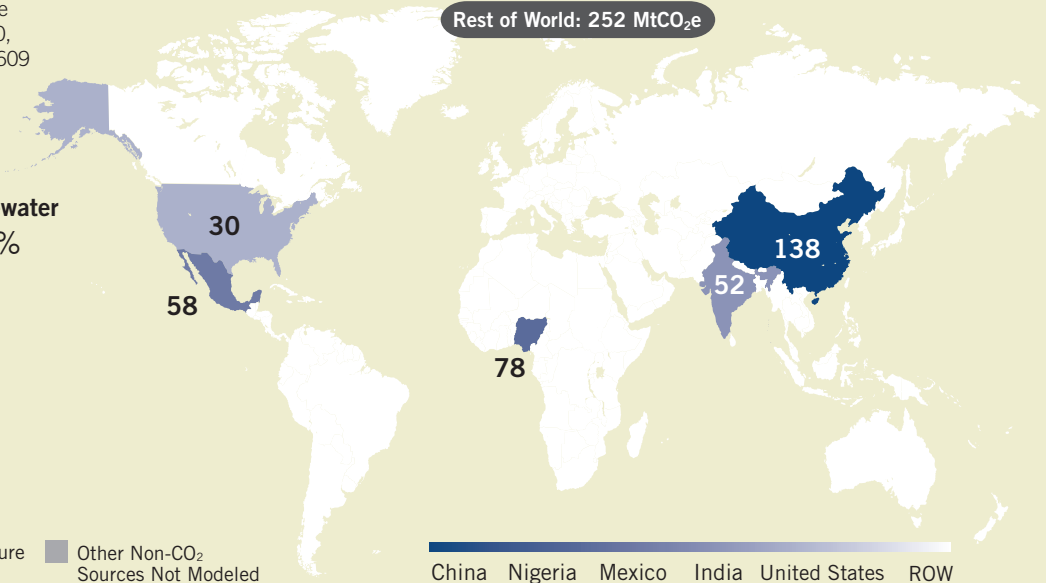 Rest of World: 252 MtCO₂e
609
water
%
30
58
138
52
78
Other Non-CO₂
Sources Not Modeled
China Nigeria Mexico India United States ROW